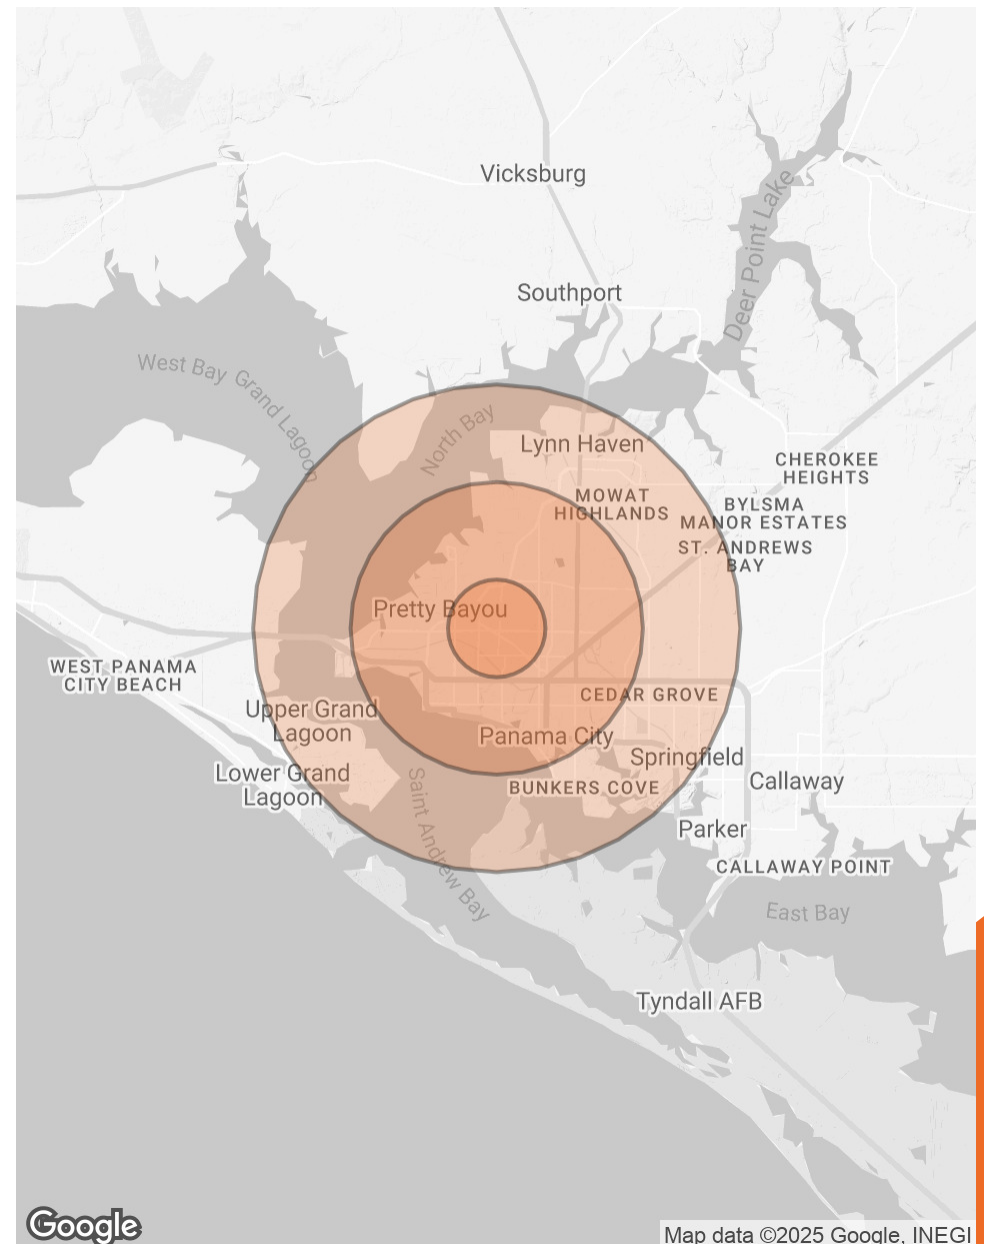 Vicksburg
Deer Point Lake
Southport
West Bay
Grand Lagoon
North Bay
Lynn Haven
CHEROKEE
HEIGHTS
MOWAT
HIGHLANDS
BYLSMA
MANOR ESTATES
ST. ANDREWS
BAY
Pretty Bayou
WEST PANAMA
CITY BEACH
CEDAR GROVE
Upper Grand
Lagoon
Panama City
Springfield
Lower Grand
Lagoon
BUNKERS COVE
Callaway
Saint Andrew Bay
Parker
CALLAWAY POINT
East Bay
Tyndall AFB
Google
Map data ©2025 Google, INEGI